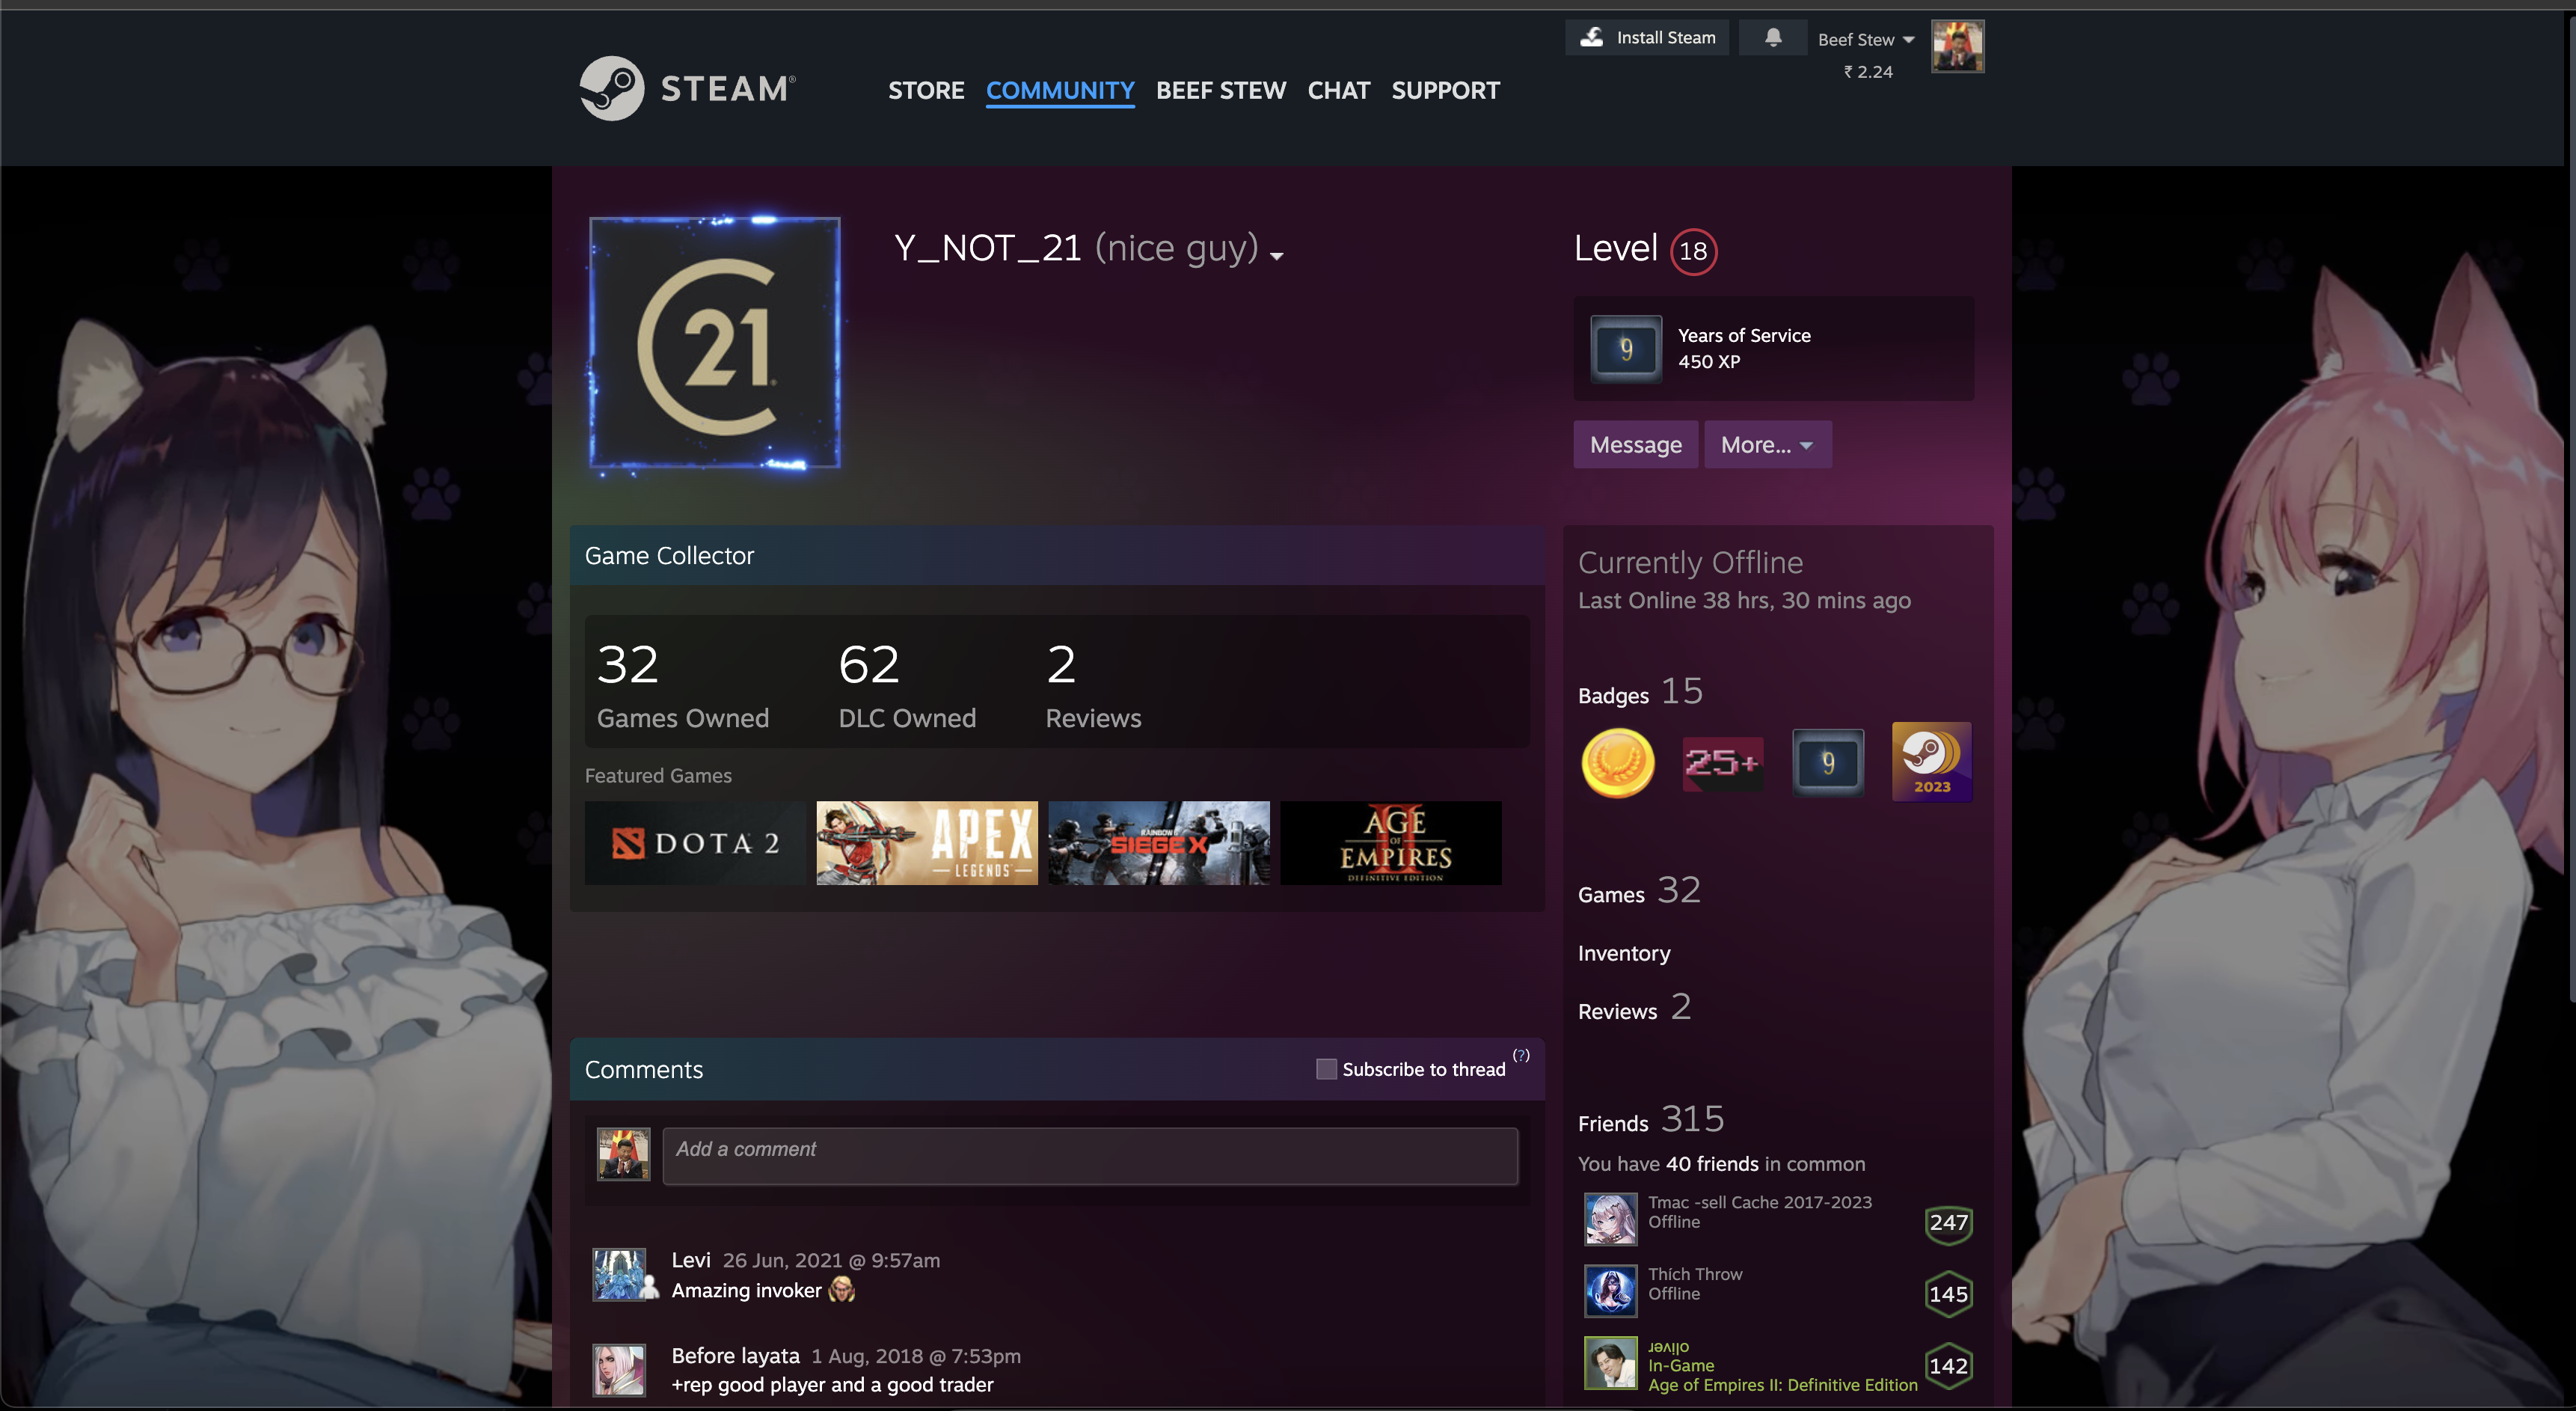 Install Steam
Beef Stew
₹ 2.24
STEAM®
STORE COMMUNITY BEEF STEW CHAT SUPPORT
C21
Y_NOT_21 (nice guy)
Level 18
9
Years of Service
450 XP
Message
More...
Game Collector
32
Games Owned
62
DLC Owned
2
Reviews
Featured Games
DOTA 2
APEX
LEGENDS
RAINBOW 6
SIEGE X
AGE
II
OF
EMPIRES
DEFINITIVE EDITION
Currently Offline
Last Online 38 hrs, 30 mins ago
Badges 15
25+
9
2023
Games 32
Inventory
Reviews 2
Comments
Subscribe to thread (?)
Add a comment
Levi 26 Jun, 2021 @ 9:57am
Amazing invoker
Before layata 1 Aug, 2018 @ 7:53pm
+rep good player and a good trader
Friends 315
You have 40 friends in common
Tmac -sell Cache 2017-2023
Offline
247
Thích Throw
Offline
145
In-Game
Age of Empires II: Definitive Edition
142